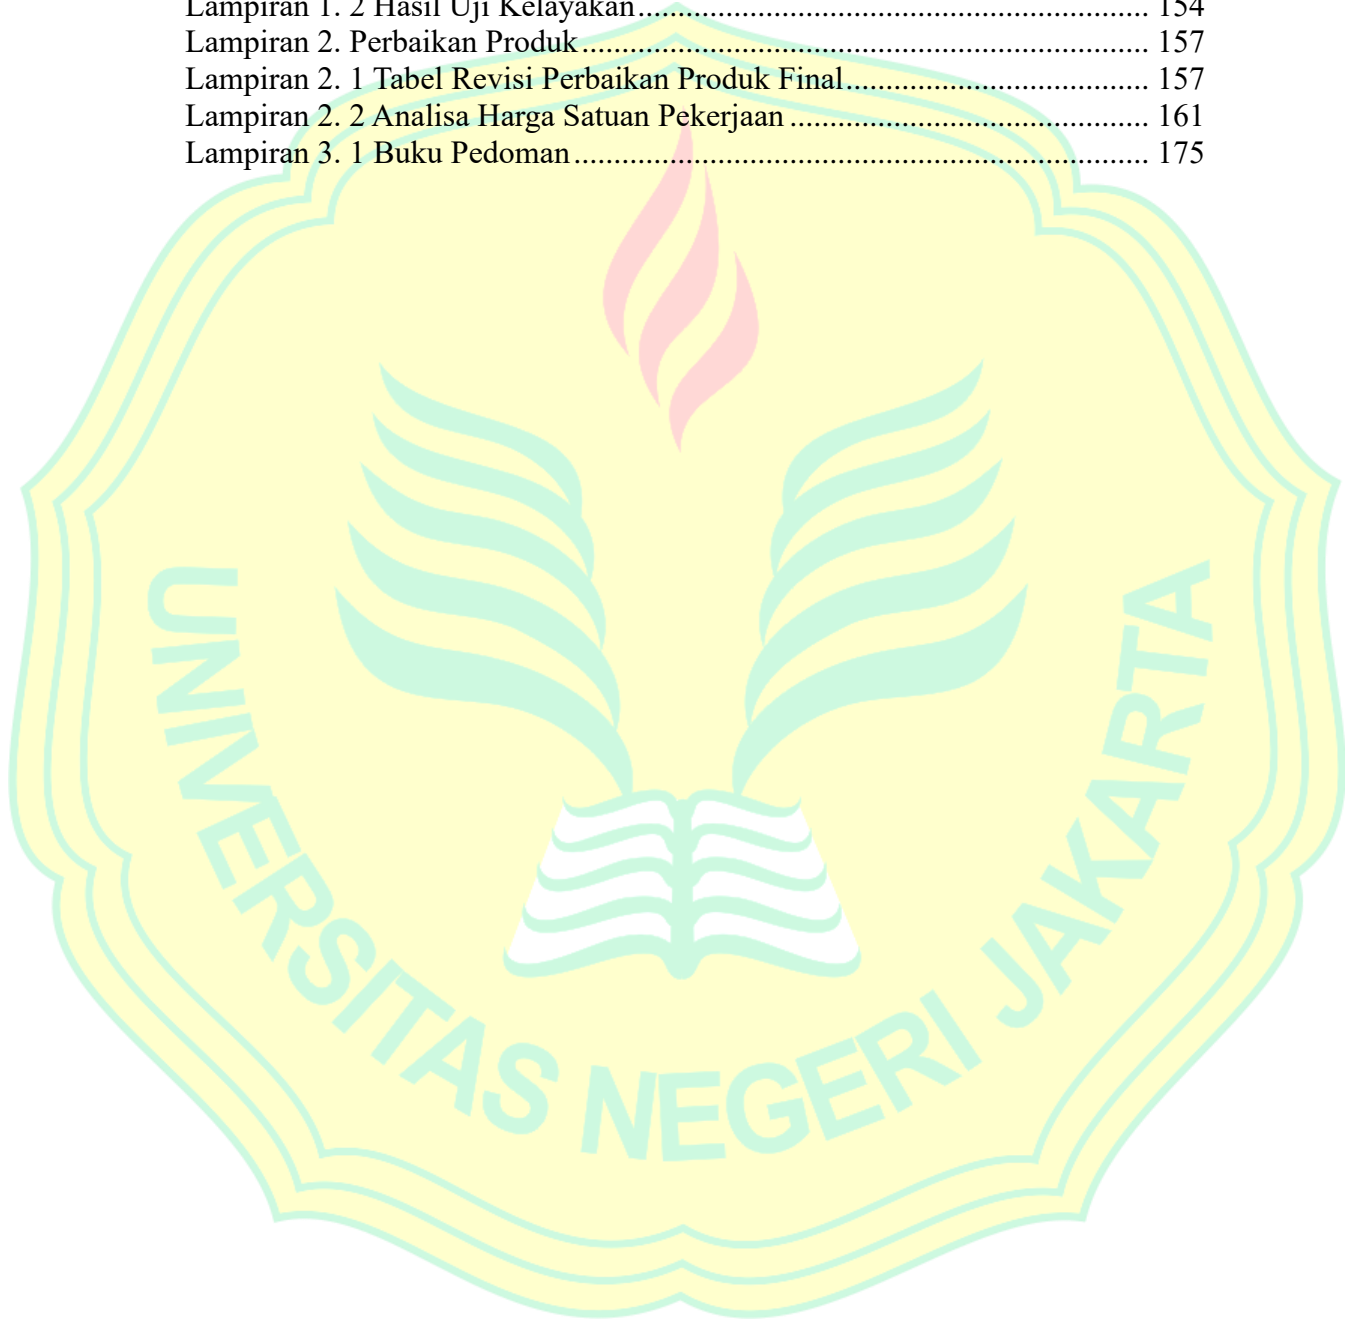 Lampiran 1. 2 Hasil Uji Kelayakan................................................................ 154
Lampiran 2. Perbaikan Produk....................................................................... 157
Lampiran 2. 1 Tabel Revisi Perbaikan Produk Final...................................... 157
Lampiran 2. 2 Analisa Harga Satuan Pekerjaan ............................................. 161
Lampiran 3. 1 Buku Pedoman........................................................................ 175
UNIVERSITAS NEGERI JAKARTA